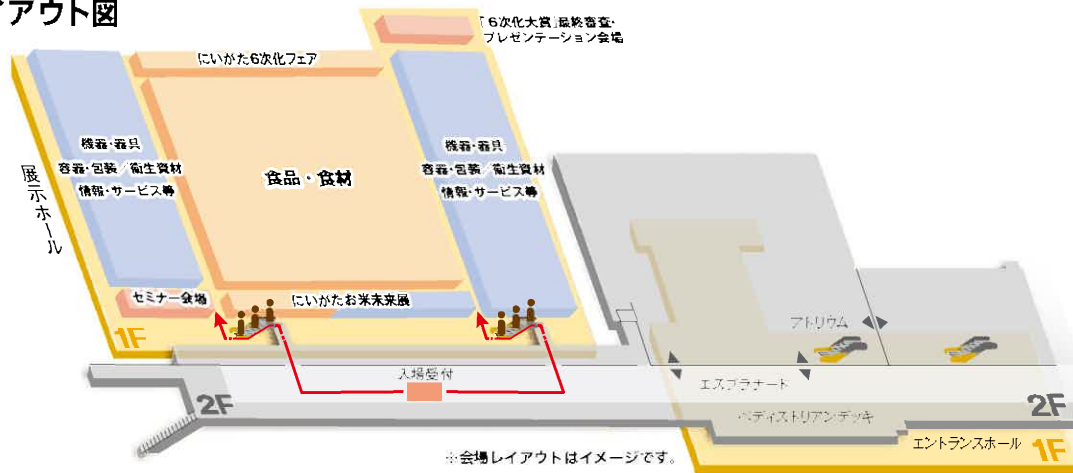 イアウト図
「6次化大賞」最終審査・
プレゼンテーション会場
にいがた6次化フェア
機器・器具
容器・包装／衛生資材
情報・サービス等
食品・食材
機器・器具
容器・包装／衛生資材
情報・サービス等
展示ホール
セミナー会場
にいがたお米未来展
1F
アトリウム
入場受付
エスプラナード
2F
2F
ペディストリアンデッキ
エントランスホール
1F
※会場レイアウトはイメージです。